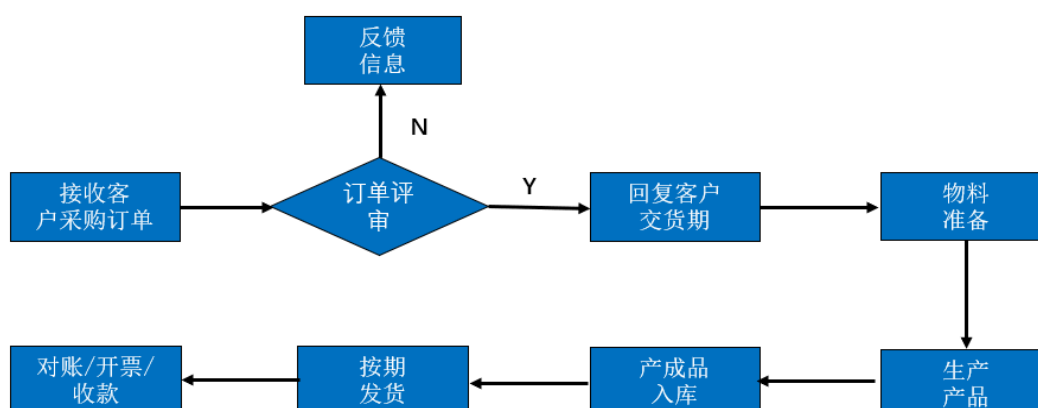 反馈
信息
N
接收客
户采购订单
订单评
审
Y
回复客户
交货期
物料
准备
对账/开票/
收款
按期
发货
产成品
入库
生产
产品